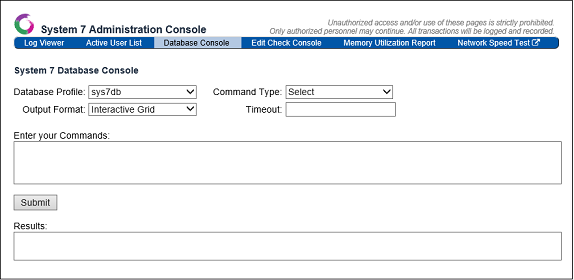 System 7 Administration Console
Unauthorized access and/or use of these pages is strictly prohibited.
Only authorized personnel may continue. All transactions will be logged and recorded.
Log Viewer Active User List Database Console Edit Check Console Memory Utilization Report Network Speed Test
System 7 Database Console
Database Profile: sys7db Command Type: Select
Output Format: Interactive Grid Timeout:
Enter your Commands:
Submit
Results: